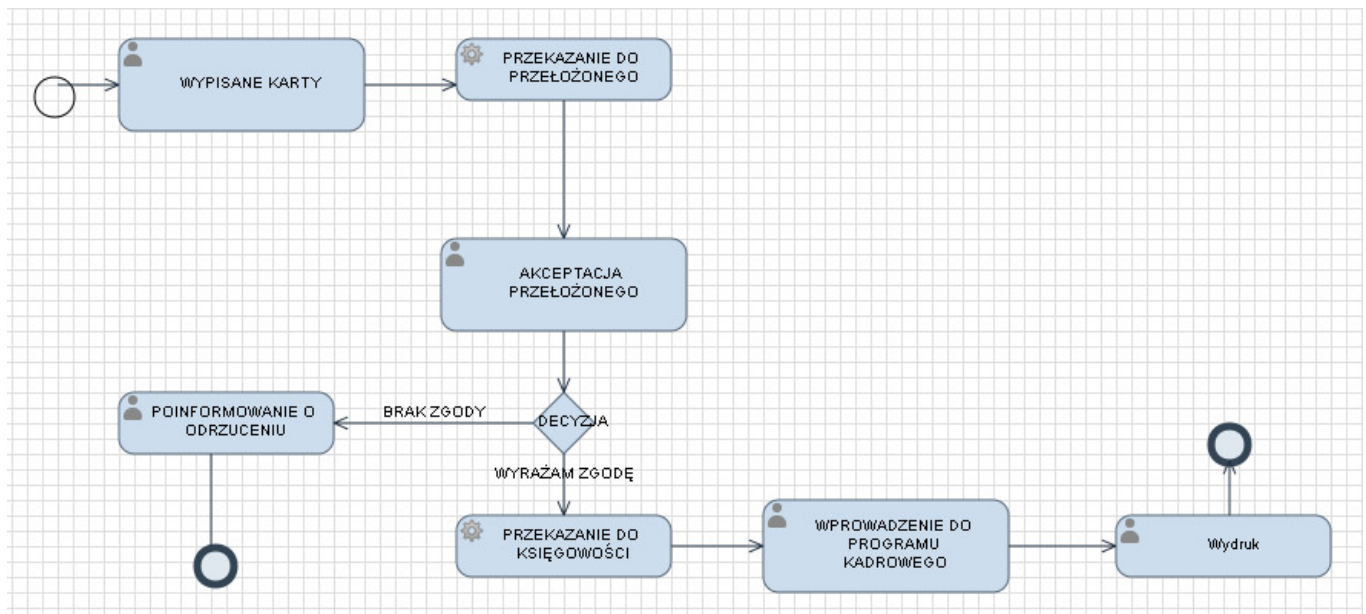 WYPISANE KARTY
PRZEKAZANIE DO
PRZEŁOŻONEGO
AKCEPTACJA
PRZEŁOŻONEGO
POINFORMOWANIE O
ODRZUCENIU
BRAK ZGODY
DECYZJA
WYRAŻAM ZGODĘ
PRZEKAZANIE DO
KSIĘGOWOŚCI
WPROWADZENIE DO
PROGRAMU
KADROWEGO
Wydruk